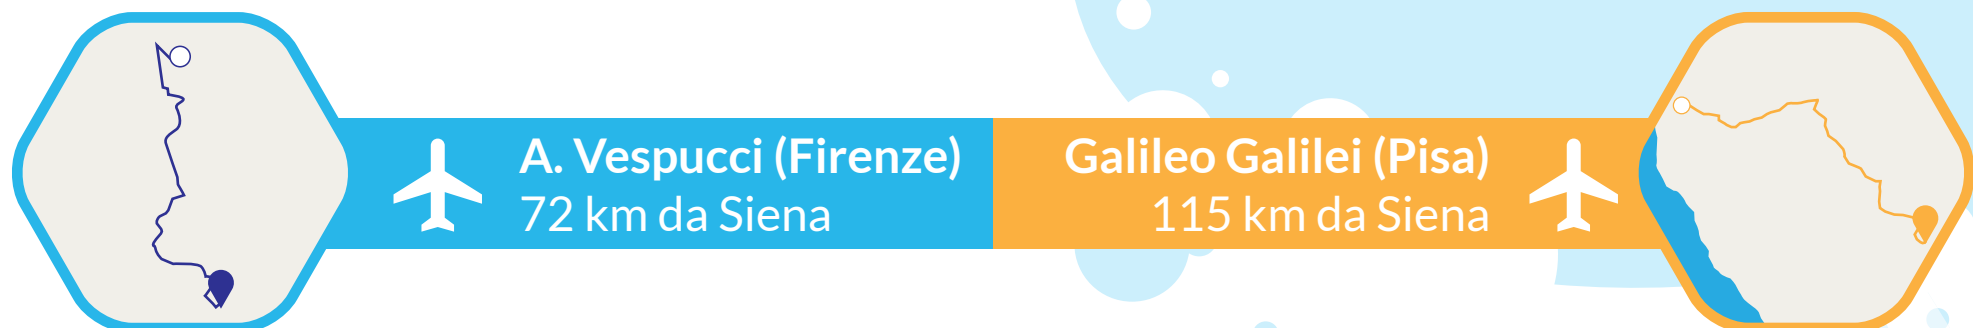 A. Vespucci (Firenze)
72 km da Siena
Galileo Galilei (Pisa)
115 km da Siena